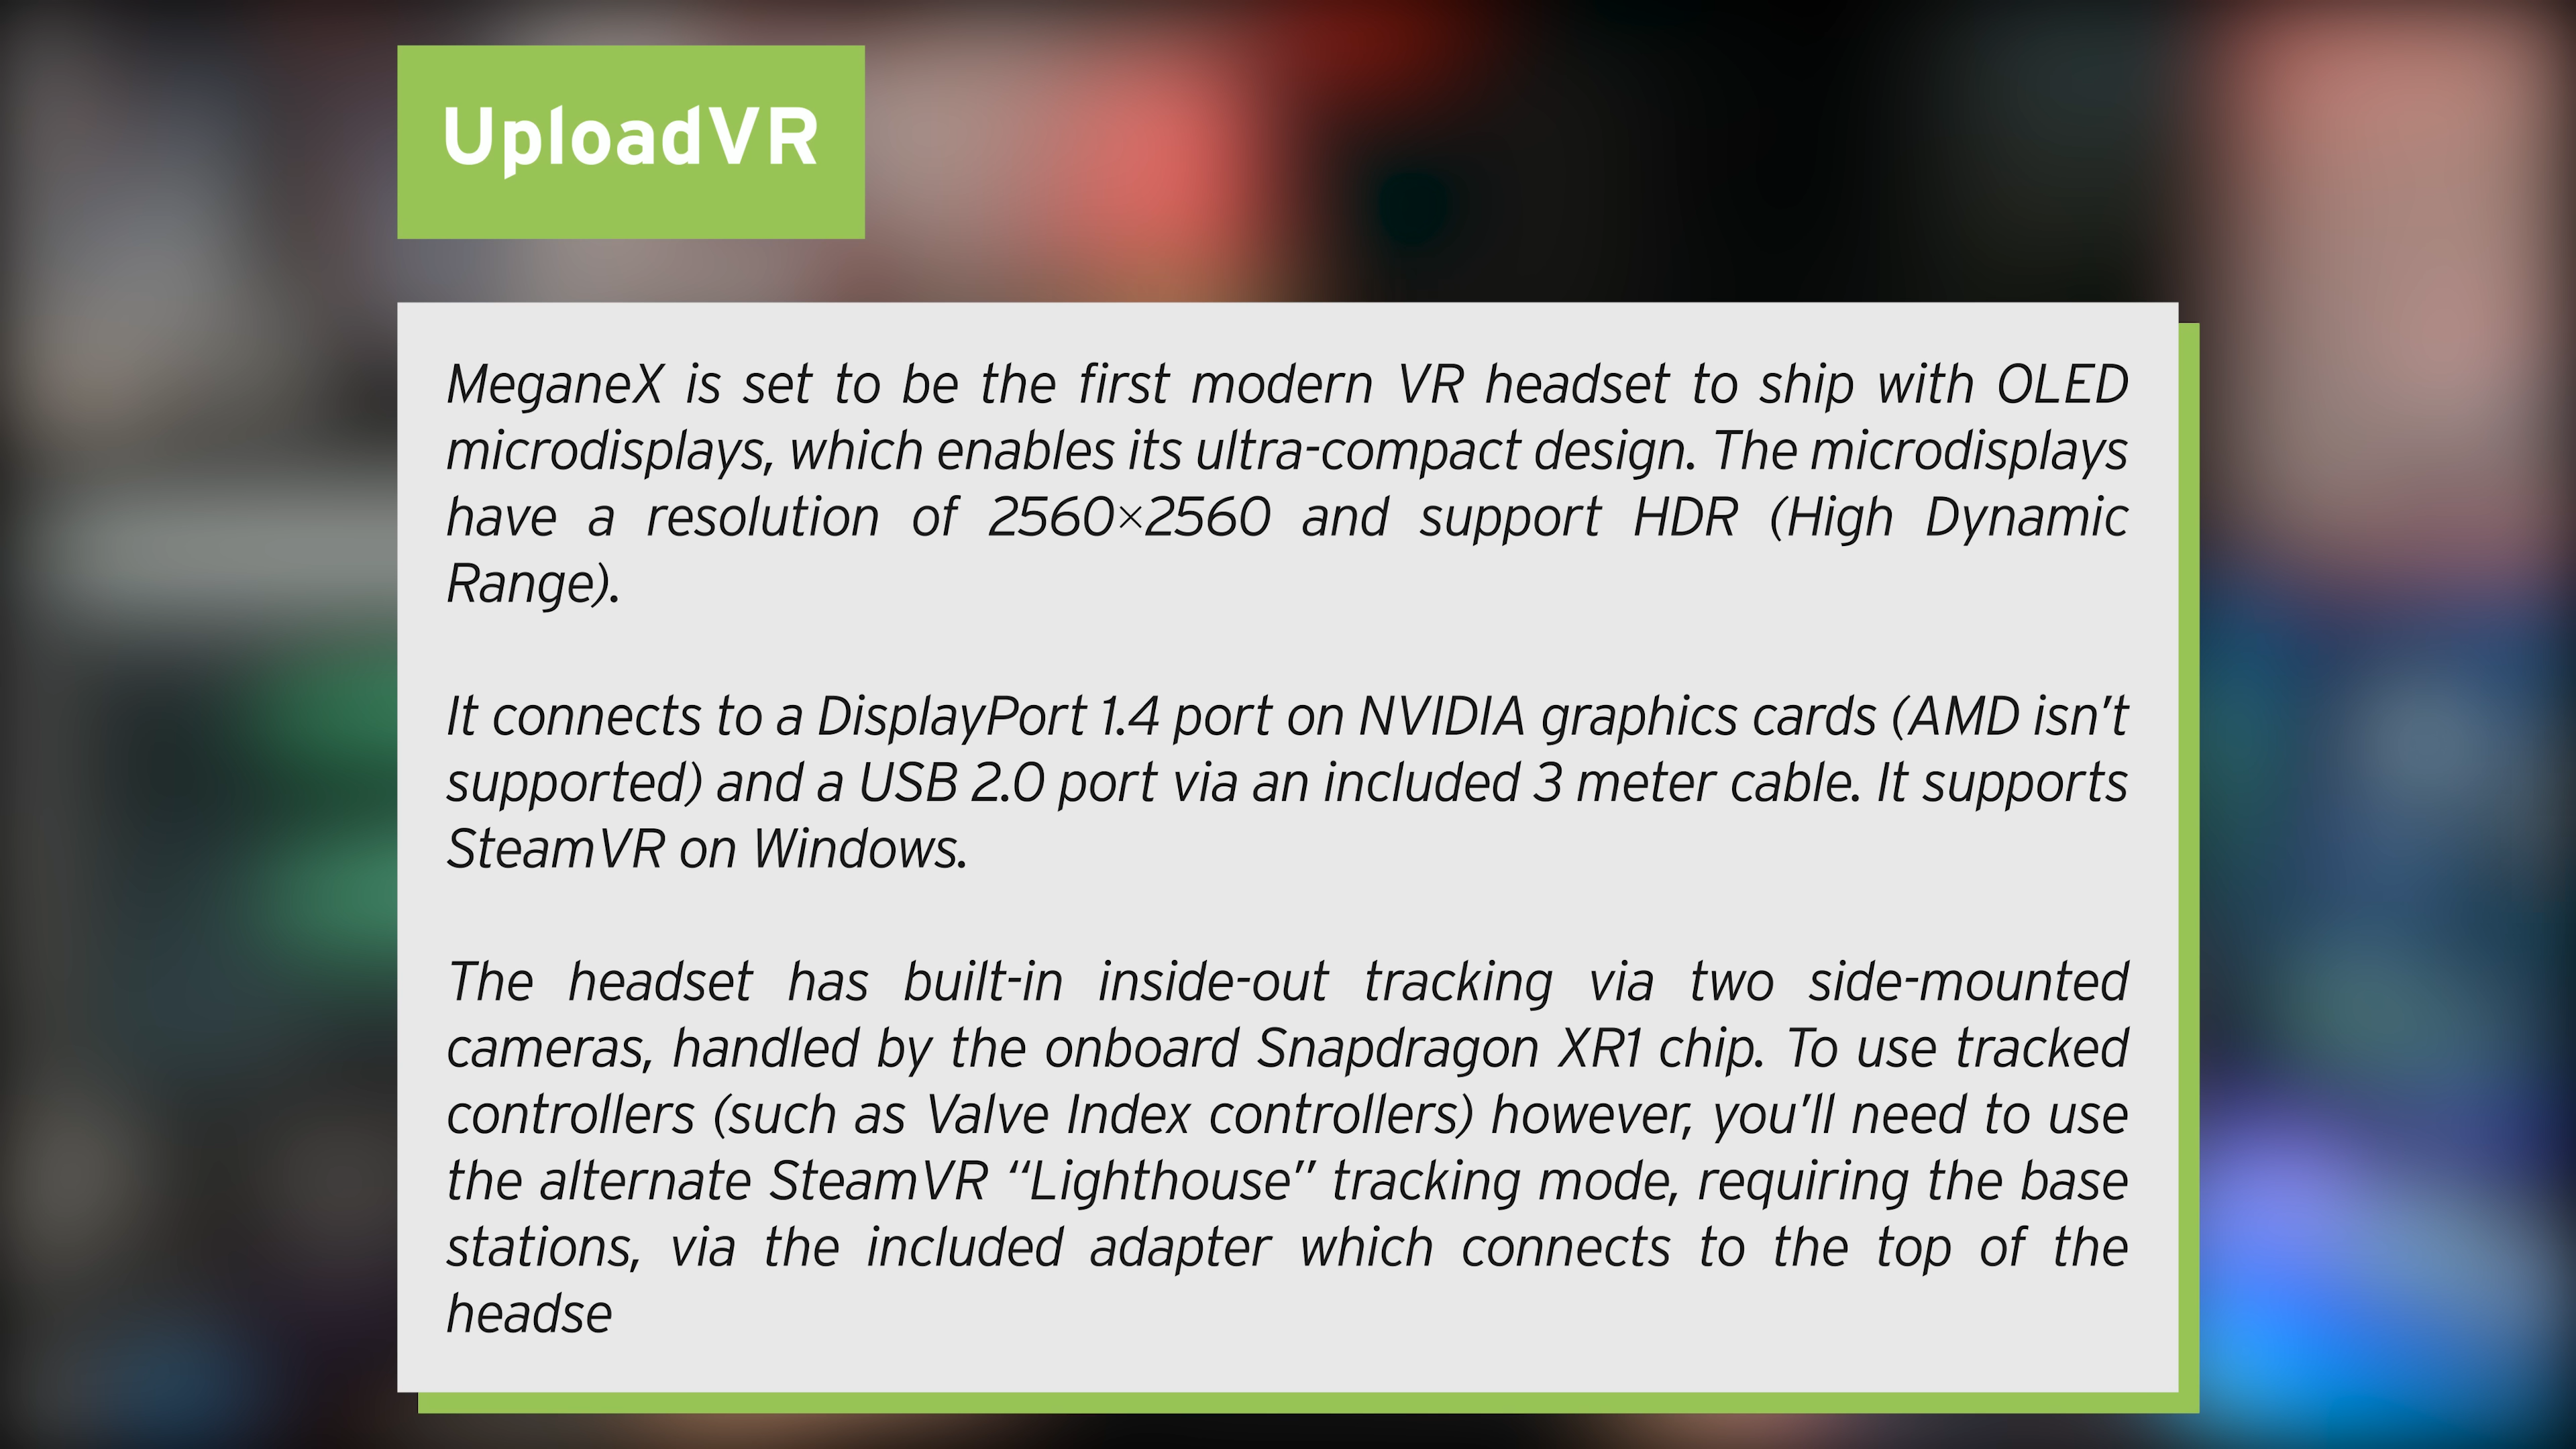 UploadVR
MeganeX is set to be the first modern VR headset to ship with OLED
microdisplays, which enables its ultra-compact design. The microdisplays
have a resolution of 2560×2560 and support HDR (High Dynamic
Range).
It connects to a DisplayPort 1.4 port on NVIDIA graphics cards (AMD isn’t
supported) and a USB 2.0 port via an included 3 meter cable. It supports
SteamVR on Windows.
The headset has built-in inside-out tracking via two side-mounted
cameras, handled by the onboard Snapdragon XR1 chip. To use tracked
controllers (such as Valve Index controllers) however, you’ll need to use
the alternate SteamVR “Lighthouse” tracking mode, requiring the base
stations, via the included adapter which connects to the top of the
headse